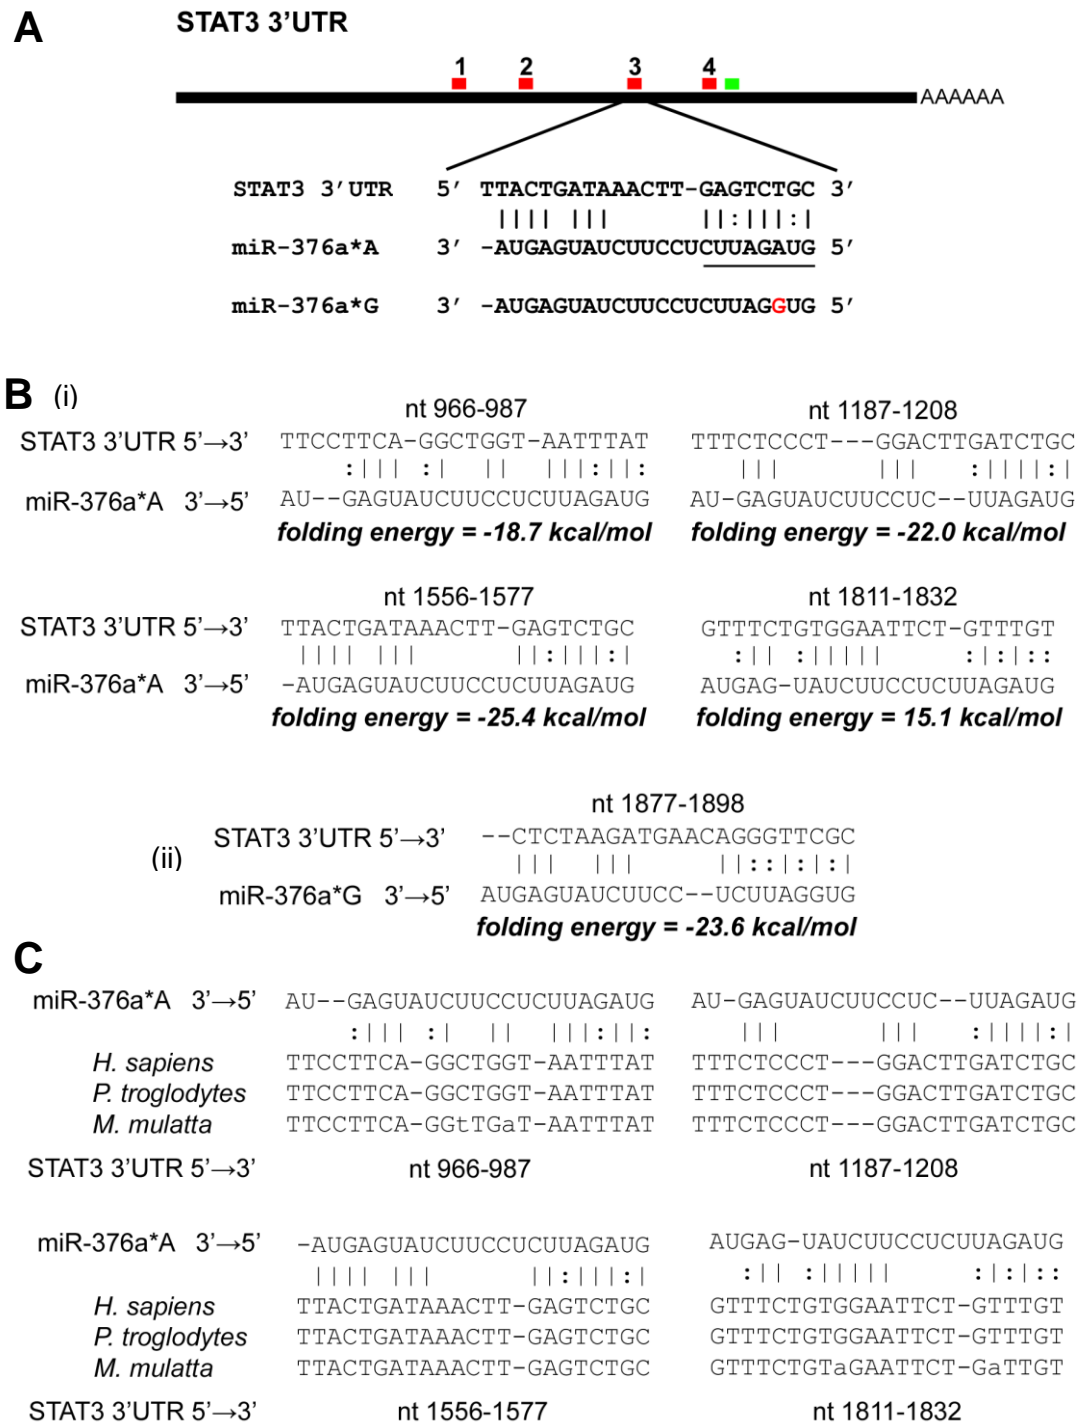 A
STAT3 3'UTR
1 2 3 4
AAAAAA
STAT3 3'UTR 5' TTACTGATAAACTT-GAGTCTGC 3'
|||| ||| ||:|||:|
miR-376a*A 3' -AUGAGUAUCUUCCUCUUAGAUG 5'
miR-376a*G 3' -AUGAGUAUCUUCCUCUUAGGUG 5'
B (i)
nt 966-987 nt 1187-1208
STAT3 3'UTR 5'→3' TTCCTTCA-GGCTGGT-AATTTAT TTTCTCCCT---GGACTTGATCTGC
:||| :| || |||:||: ||| ||| :||||:|
miR-376a*A 3'→5' AU--GAGUAUCUUCCUCUUAGAUG AU-GAGUAUCUUCCUC--UUAGAUG
folding energy = -18.7 kcal/mol folding energy = -22.0 kcal/mol
nt 1556-1577 nt 1811-1832
STAT3 3'UTR 5'→3' TTACTGATAAACTT-GAGTCTGC GTTTCTGTGGAATTCT-GTTTGT
|||| ||| ||:|||:| :|| :||||| :|:|::
miR-376a*A 3'→5' -AUGAGUAUCUUCCUCUUAGAUG AUGAG-UAUCUUCCUCUUAGAUG
folding energy = -25.4 kcal/mol folding energy = 15.1 kcal/mol
nt 1877-1898
(ii) STAT3 3'UTR 5'→3' --CTCTAAGATGAACAGGGTTCGC
||| ||| ||::|:|:|
miR-376a*G 3'→5' AUGAGUAUCUUCC--UCUUAGGUG
folding energy = -23.6 kcal/mol
C
miR-376a*A 3'→5' AU--GAGUAUCUUCCUCUUAGAUG AU-GAGUAUCUUCCUC--UUAGAUG
:||| :| || |||:||: ||| ||| :||||:|
H. sapiens TTCCTTCA-GGCTGGT-AATTTAT TTTCTCCCT---GGACTTGATCTGC
P. troglodytes TTCCTTCA-GGCTGGT-AATTTAT TTTCTCCCT---GGACTTGATCTGC
M. mulatta TTCCTTCA-GGtTGaT-AATTTAT TTTCTCCCT---GGACTTGATCTGC
STAT3 3'UTR 5'→3' nt 966-987 nt 1187-1208
miR-376a*A 3'→5' -AUGAGUAUCUUCCUCUUAGAUG AUGAG-UAUCUUCCUCUUAGAUG
|||| ||| ||:|||:| :|| :||||| :|:|::
H. sapiens TTACTGATAAACTT-GAGTCTGC GTTTCTGTGGAATTCT-GTTTGT
P. troglodytes TTACTGATAAACTT-GAGTCTGC GTTTCTGTGGAATTCT-GTTTGT
M. mulatta TTACTGATAAACTT-GAGTCTGC GTTTCTGTaGAATTCT-GaTTGT
STAT3 3'UTR 5'→3' nt 1556-1577 nt 1811-1832